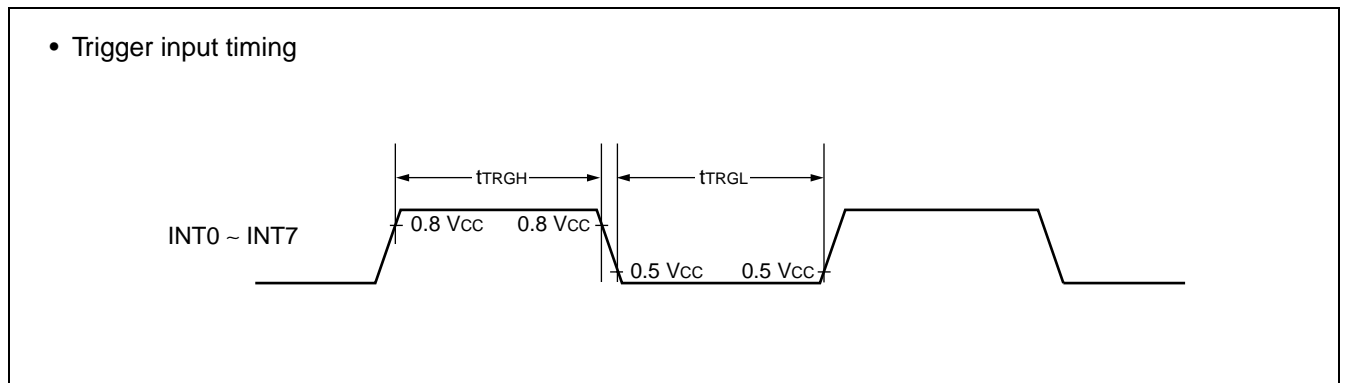 • Trigger input timing
tTRGH
tTRGL
INT0 ~ INT7
0.8 VCC
0.8 VCC
0.5 VCC
0.5 VCC